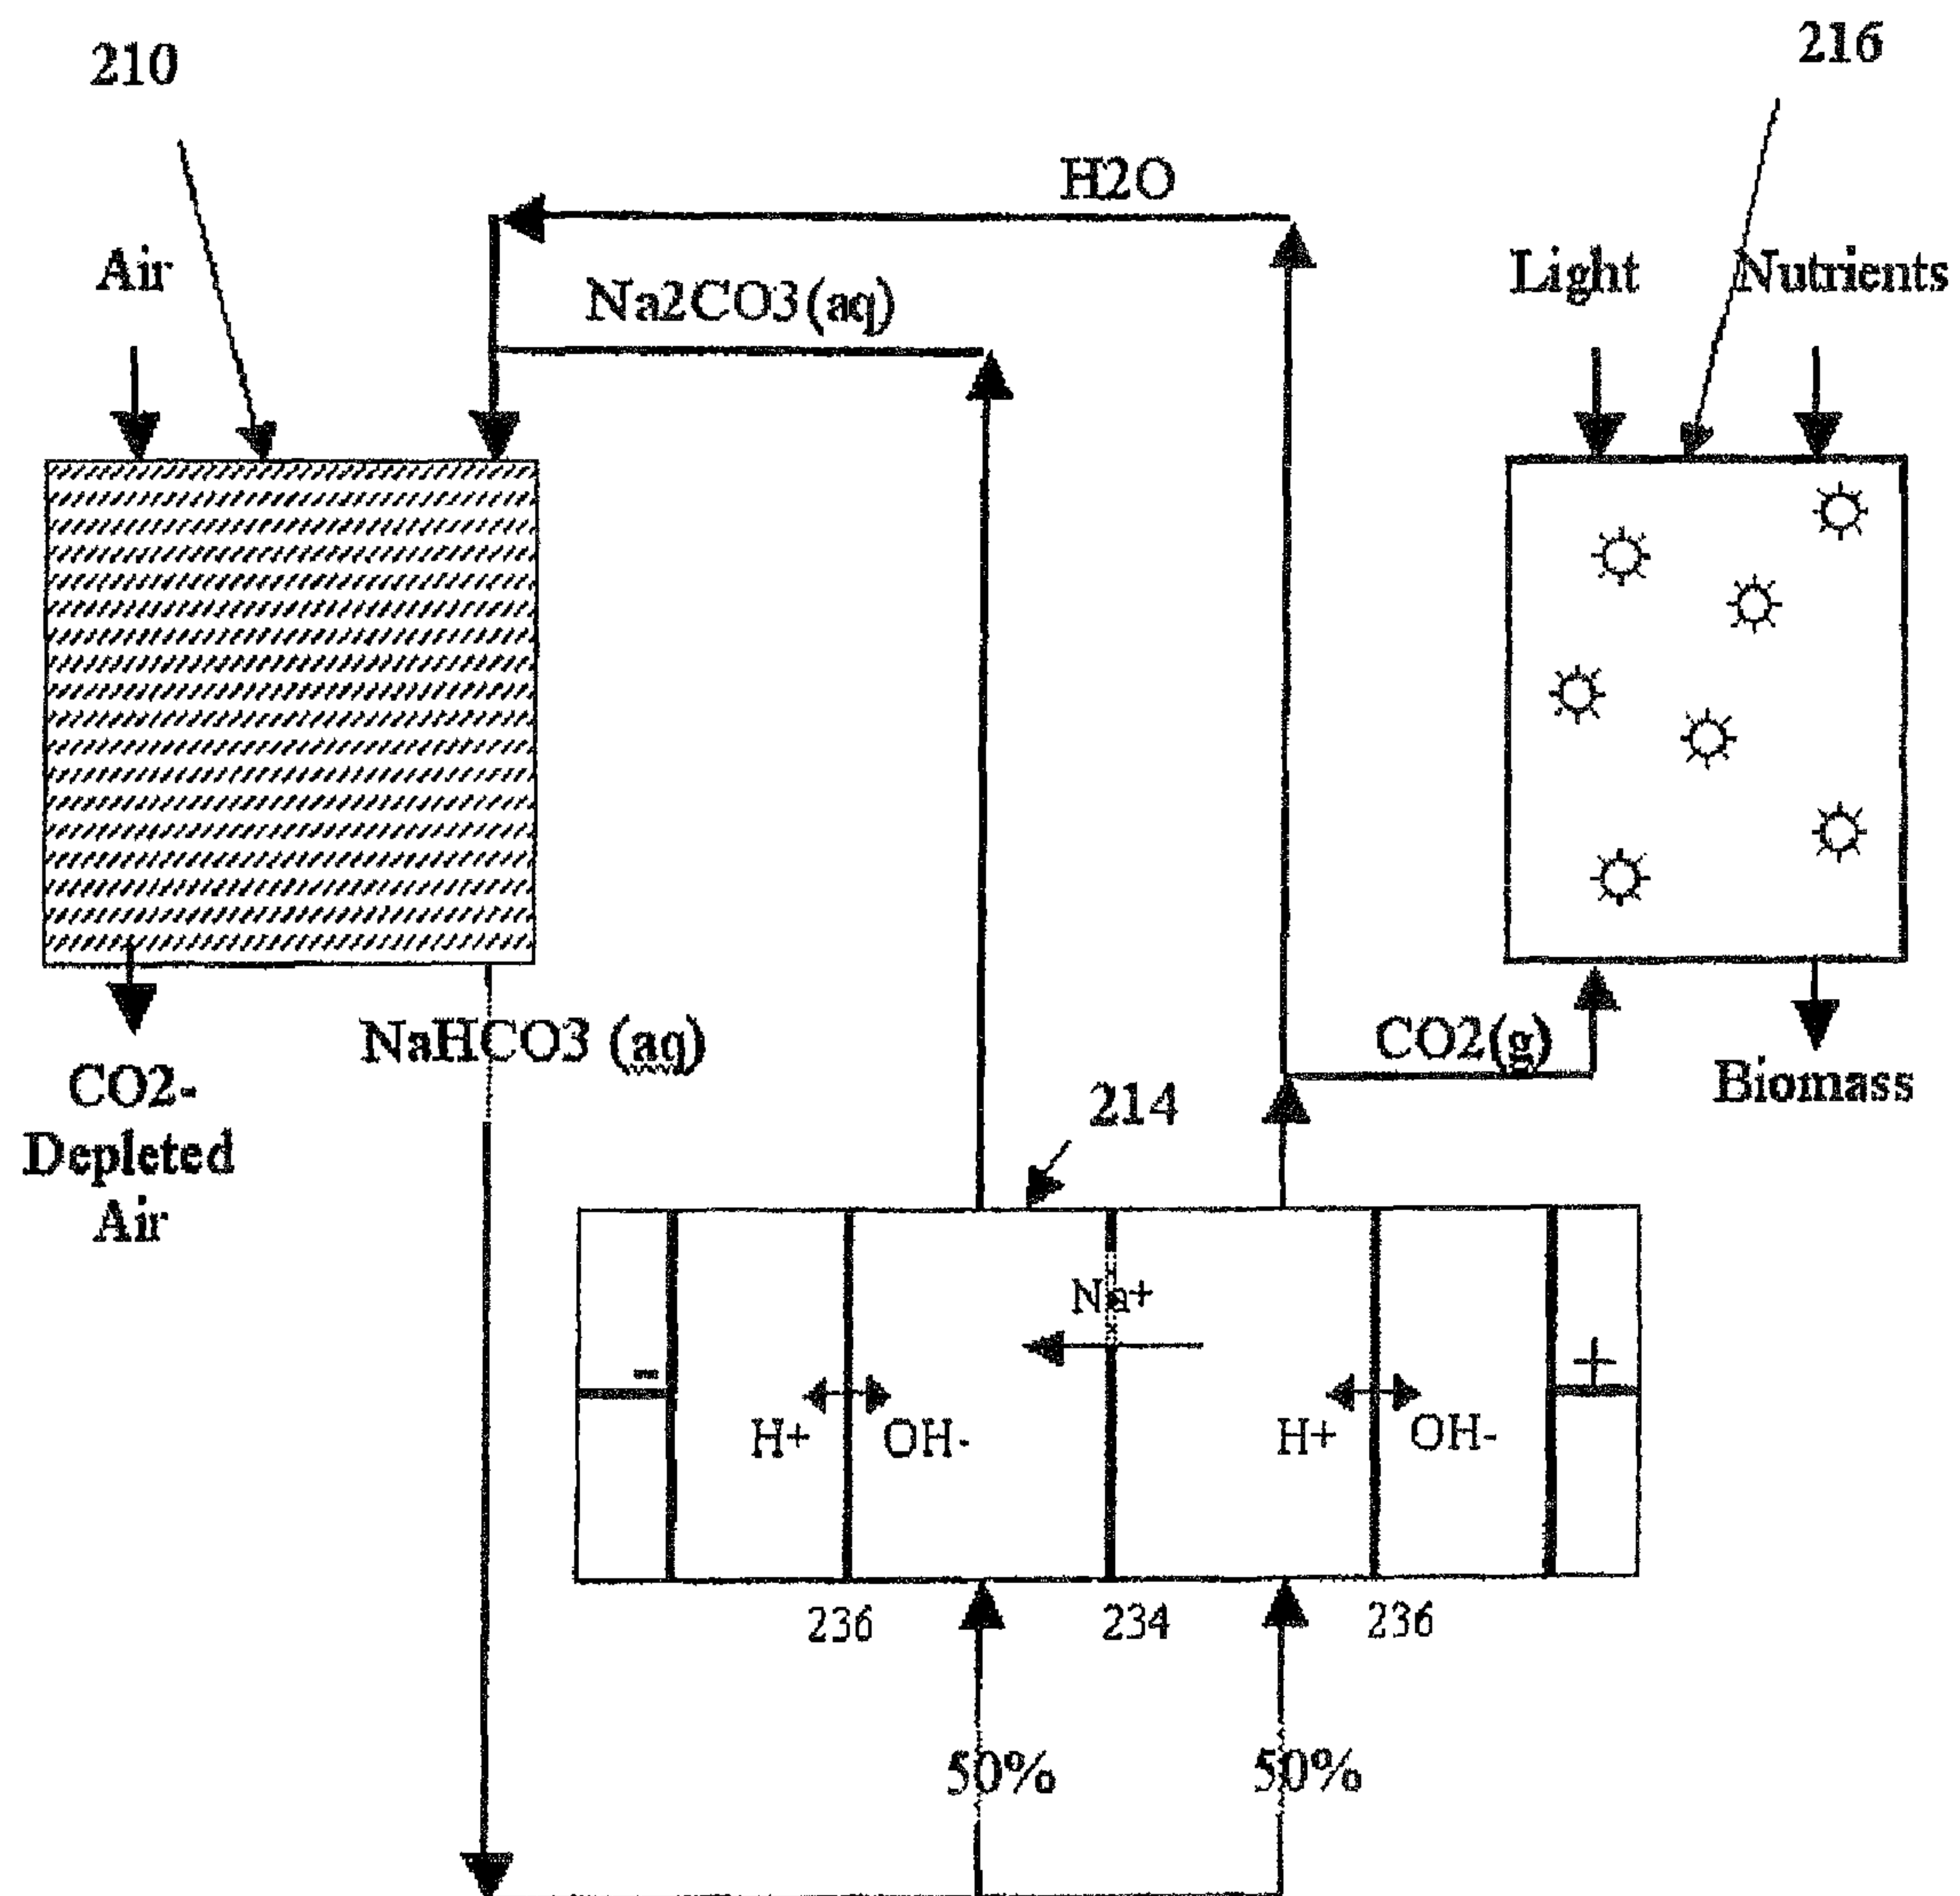 210
216
H2O
Air
Na2CO3(aq)
Light
Nutrients
NaHCO3 (aq)
CO2(g)
CO2-
Depleted
Air
Biomass
214
Na+
-
+
H+
OH-
H+
OH-
236
234
236
50%
50%